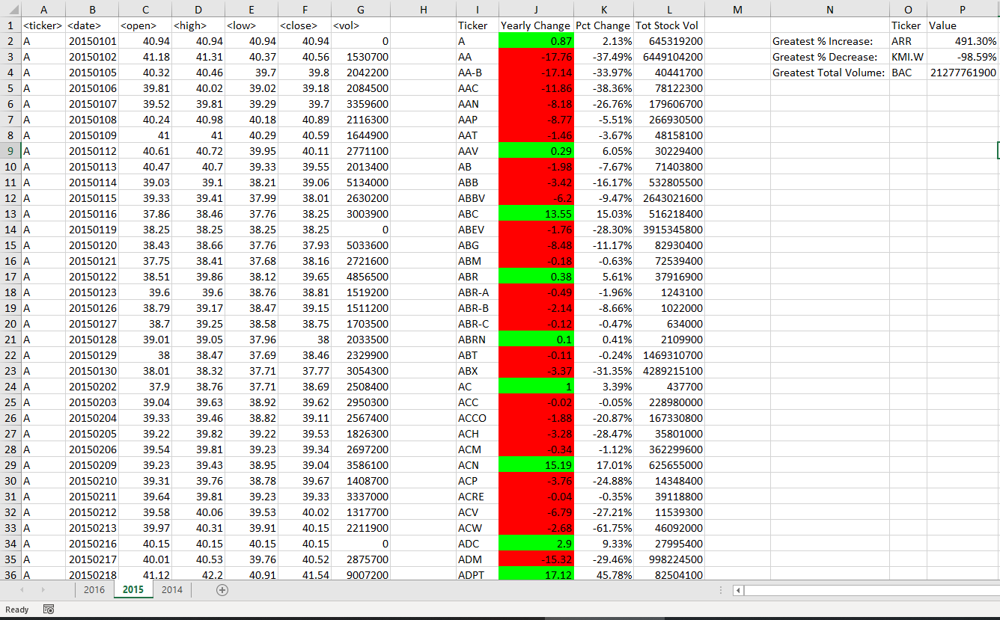 A B C D E F G H I J K L M N O P
1 <ticker> <date> <open> <high> <low> <close> <vol> Ticker Yearly Change Pct Change Tot Stock Vol Ticker Value
2 A 20150101 40.94 40.94 40.94 40.94 0 A 0.87 2.13% 645319200 Greatest % Increase: ARR 491.30%
3 A 20150102 41.18 41.31 40.37 40.56 1530700 AA -17.76 -37.49% 6449104200 Greatest % Decrease: KMI.W -98.59%
4 A 20150105 40.32 40.46 39.7 39.8 2042200 AA-B -17.14 -33.97% 40441700 Greatest Total Volume: BAC 21277761900
5 A 20150106 39.81 40.02 39.02 39.18 2084500 AAC -11.86 -38.36% 78122300
6 A 20150107 39.52 39.81 39.29 39.7 3359600 AAN -8.18 -26.76% 179606700
7 A 20150108 40.24 40.98 40.18 40.89 2116300 AAP -8.77 -5.51% 266930500
8 A 20150109 41 41 40.29 40.59 1644900 AAT -1.46 -3.67% 48158100
9 A 20150112 40.61 40.72 39.95 40.11 2771100 AAV 0.29 6.05% 30229400
10 A 20150113 40.47 40.7 39.33 39.55 2013400 AB -1.98 -7.67% 71403800
11 A 20150114 39.03 39.1 38.21 39.06 5134000 ABB -3.42 -16.17% 532805500
12 A 20150115 39.33 39.41 37.99 38.01 2630200 ABBV -6.2 -9.47% 2643021600
13 A 20150116 37.86 38.46 37.76 38.25 3003900 ABC 13.55 15.03% 516218400
14 A 20150119 38.25 38.25 38.25 38.25 0 ABEV -1.76 -28.30% 3915345800
15 A 20150120 38.43 38.66 37.76 37.93 5033600 ABG -8.48 -11.17% 82930400
16 A 20150121 37.75 38.41 37.68 38.16 2721600 ABM -0.18 -0.63% 72539400
17 A 20150122 38.51 39.86 38.12 39.65 4856500 ABR 0.38 5.61% 37916900
18 A 20150123 39.6 39.6 38.76 38.81 1519200 ABR-A -0.49 -1.96% 1243100
19 A 20150126 38.79 39.17 38.47 39.15 1511200 ABR-B -2.14 -8.66% 1022000
20 A 20150127 38.7 39.25 38.58 38.75 1703500 ABR-C -0.12 -0.47% 634000
21 A 20150128 39.01 39.05 37.96 38 2033500 ABRN 0.1 0.41% 2109900
22 A 20150129 38 38.47 37.69 38.46 2329900 ABT -0.11 -0.24% 1469310700
23 A 20150130 38.01 38.32 37.71 37.77 3054300 ABX -3.37 -31.35% 4289215100
24 A 20150202 37.9 38.76 37.71 38.69 2508400 AC 1 3.39% 437700
25 A 20150203 39.04 39.63 38.92 39.62 2950300 ACC -0.02 -0.05% 228980000
26 A 20150204 39.33 39.46 38.82 39.11 2567400 ACCO -1.88 -20.87% 167330800
27 A 20150205 39.22 39.82 39.22 39.53 1826300 ACH -3.28 -28.47% 35801000
28 A 20150206 39.54 39.81 39.23 39.34 2697200 ACM -0.34 -1.12% 362299600
29 A 20150209 39.23 39.43 38.95 39.04 3586100 ACN 15.19 17.01% 625655000
30 A 20150210 39.31 39.76 38.78 39.67 1408700 ACP -3.76 -24.88% 14348400
31 A 20150211 39.64 39.81 39.23 39.33 3337000 ACRE -0.04 -0.35% 39118800
32 A 20150212 39.58 40.06 39.53 40.02 1317700 ACV -6.79 -27.21% 11539300
33 A 20150213 39.97 40.31 39.91 40.15 2211900 ACW -2.68 -61.75% 46092000
34 A 20150216 40.15 40.15 40.15 40.15 0 ADC 2.9 9.33% 27995400
35 A 20150217 40.01 40.53 39.76 40.52 2875700 ADM -15.32 -29.46% 998224500
36 A 20150218 41.12 42.2 40.91 41.54 9007200 ADPT 17.12 45.78% 82504100
2016 2015 2014
Ready